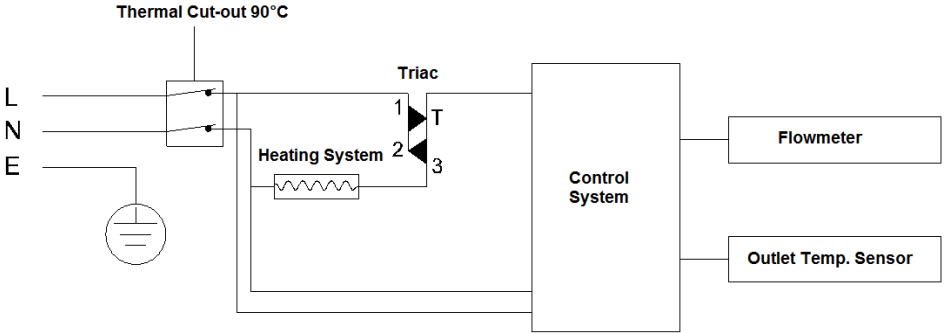 Thermal Cut-out 90°C
Triac
L
1
T
N
2
Heating System
3
E
Control
System
Flowmeter
Outlet Temp. Sensor